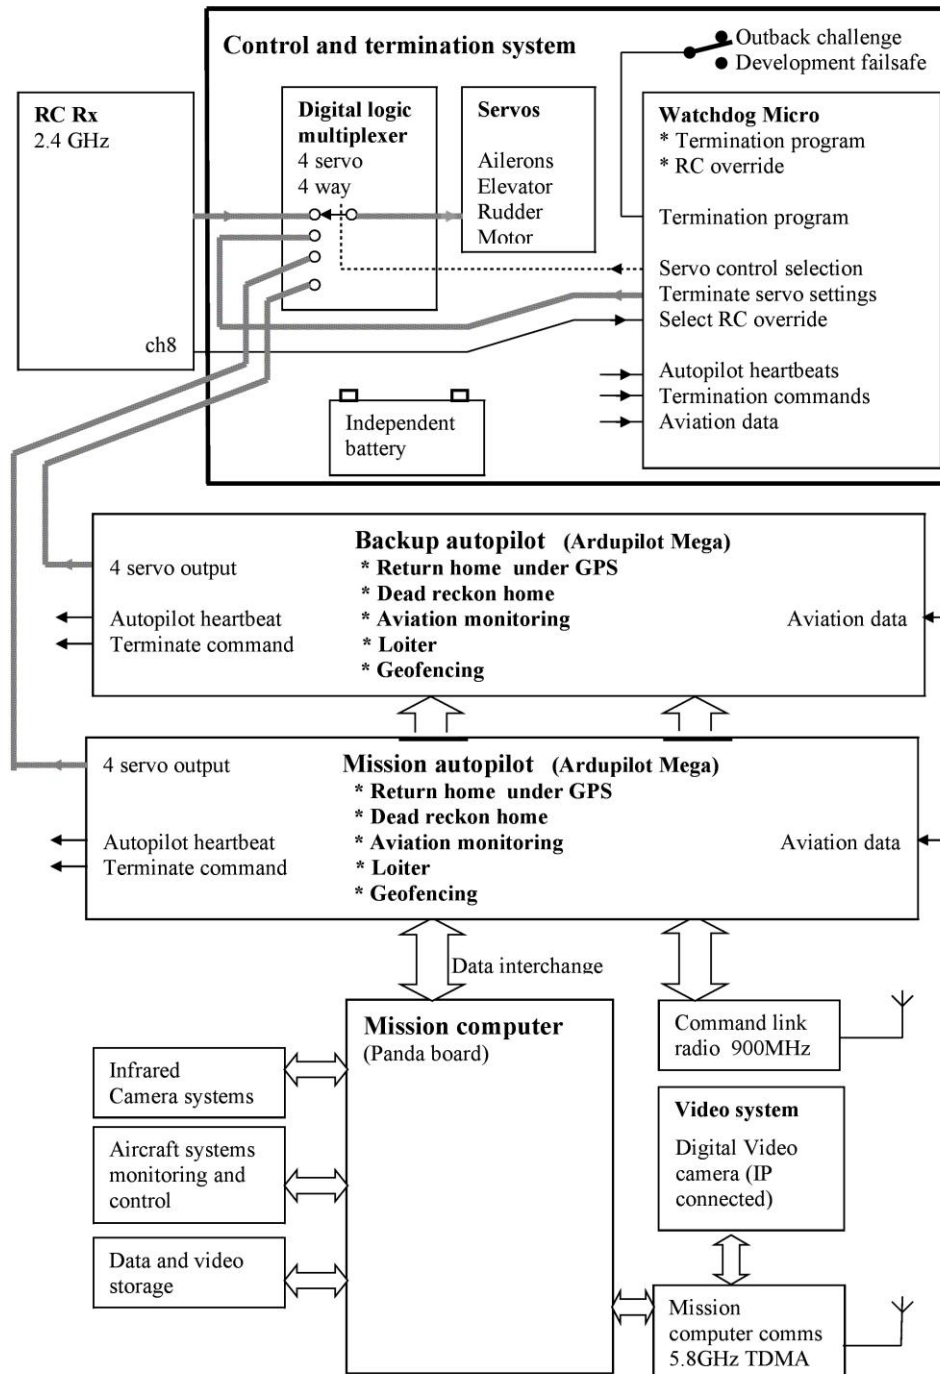 Control and termination system
Outback challenge
Development failsafe
RC Rx
2.4 GHz
ch8
Digital logic
multiplexer
4 servo
4 way
Servos
Ailerons
Elevator
Rudder
Motor
Watchdog Micro
* Termination program
* RC override
Termination program
Servo control selection
Terminate servo settings
Select RC override
Autopilot heartbeats
Termination commands
Aviation data
Independent
battery
Backup autopilot (Ardupilot Mega)
* Return home under GPS
* Dead reckon home
* Aviation monitoring
* Loiter
* Geofencing
4 servo output
Autopilot heartbeat
Terminate command
Aviation data
Mission autopilot (Ardupilot Mega)
* Return home under GPS
* Dead reckon home
* Aviation monitoring
* Loiter
* Geofencing
4 servo output
Autopilot heartbeat
Terminate command
Aviation data
Data interchange
Mission computer
(Panda board)
Command link
radio 900MHz
Infrared
Camera systems
Aircraft systems
monitoring and
control
Data and video
storage
Video system
Digital Video
camera (IP
connected)
Mission
computer comms
5.8GHz TDMA